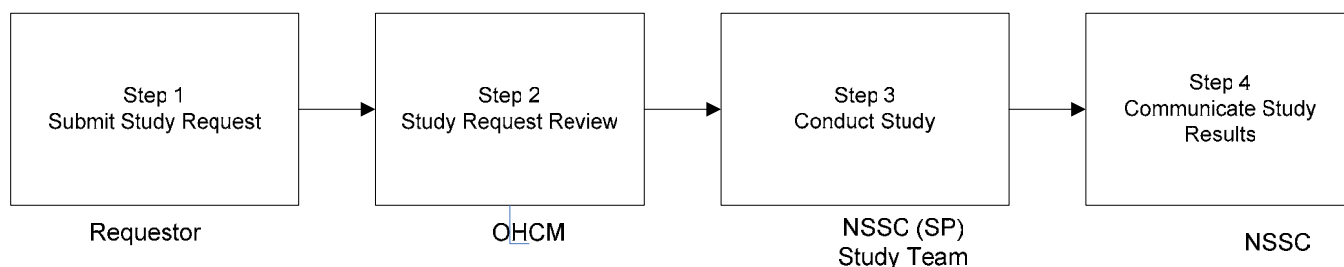 Step 1
Submit Study Request
Step 2
Study Request Review
Step 3
Conduct Study
Step 4
Communicate Study
Results
Requestor
OHCM
NSSC (SP)
Study Team
NSSC